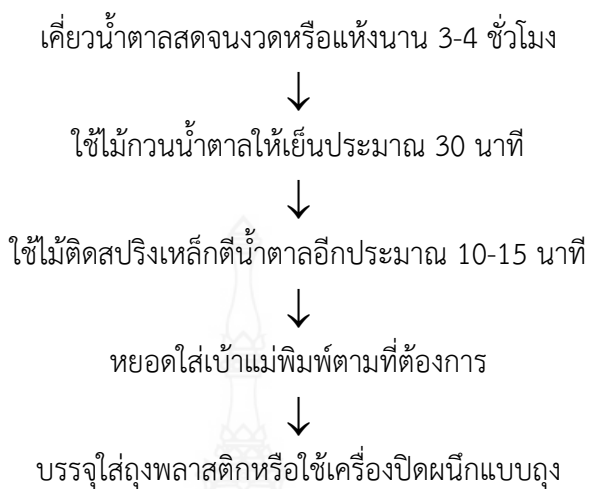 เคี่ยวน้ำตาลสดจนงวดหรือแห้งนาน 3-4 ชั่วโมง
↓
ใช้ไม้กวนน้ำตาลให้เย็นประมาณ 30 นาที
↓
ใช้ไม้ติดสปริงเหล็กตีน้ำตาลอีกประมาณ 10-15 นาที
↓
หยอดใส่เบ้าแม่พิมพ์ตามที่ต้องการ
↓
บรรจุใส่ถุงพลาสติกหรือใช้เครื่องปิดผนึกแบบถุง